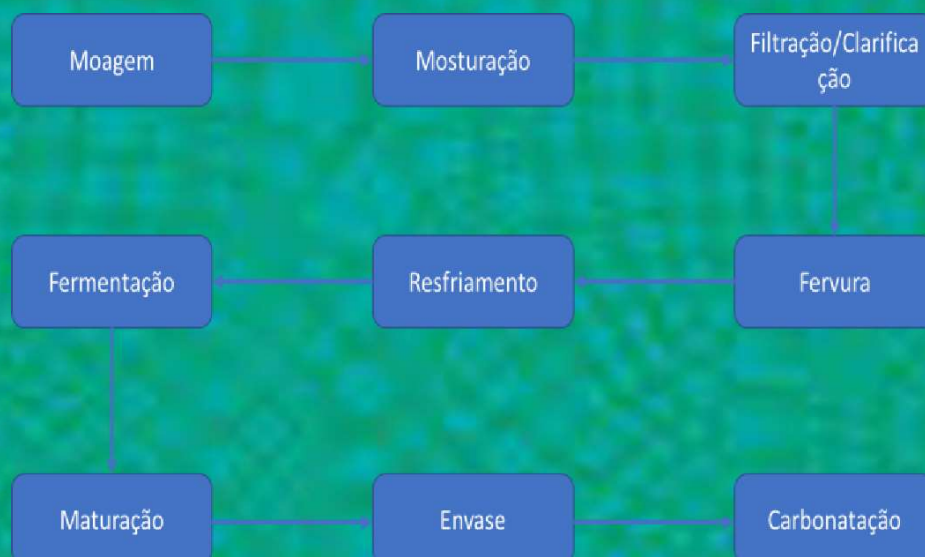 Moagem
Mosturação
Filtração/Clarifica
ção
Fermentação
Resfriamento
Fervura
Maturação
Envase
Carbonatação